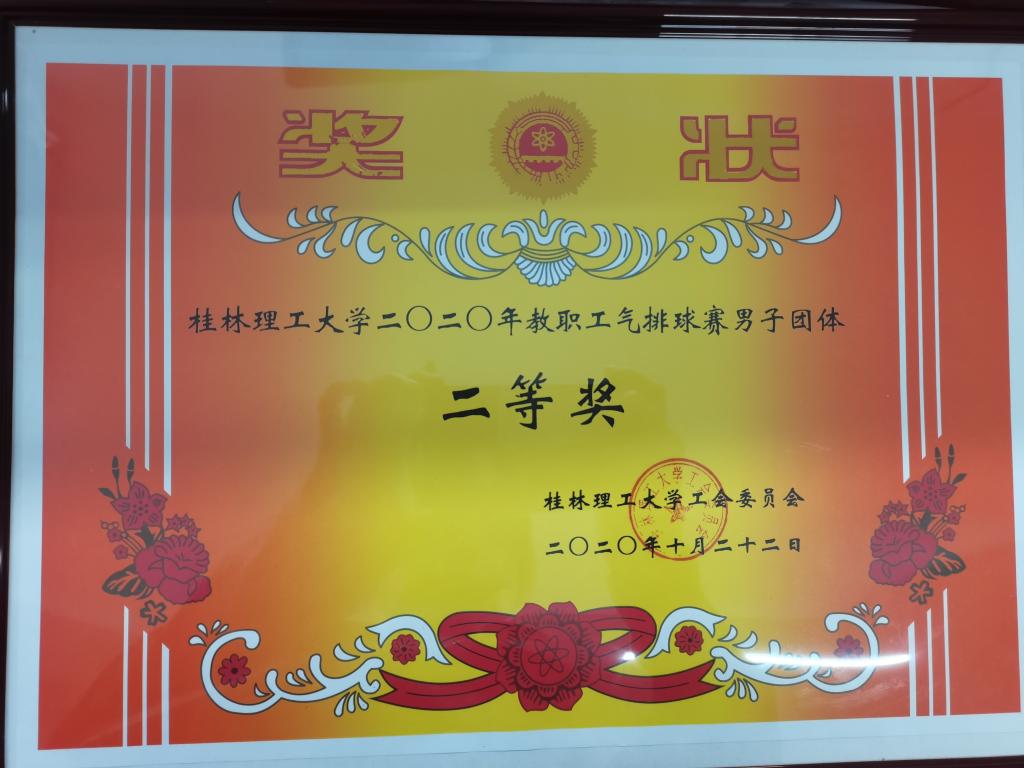 奖 状
桂林理工大学二〇二〇年教职工气排球赛男子团体
二等奖
桂林理工大学工会委员会
二〇二〇年十月二十二日